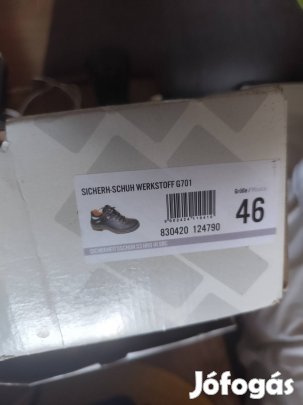 SICHERH-SCHUH WERKSTOFF G701
Größe /
46
830420 124790
Jófogás